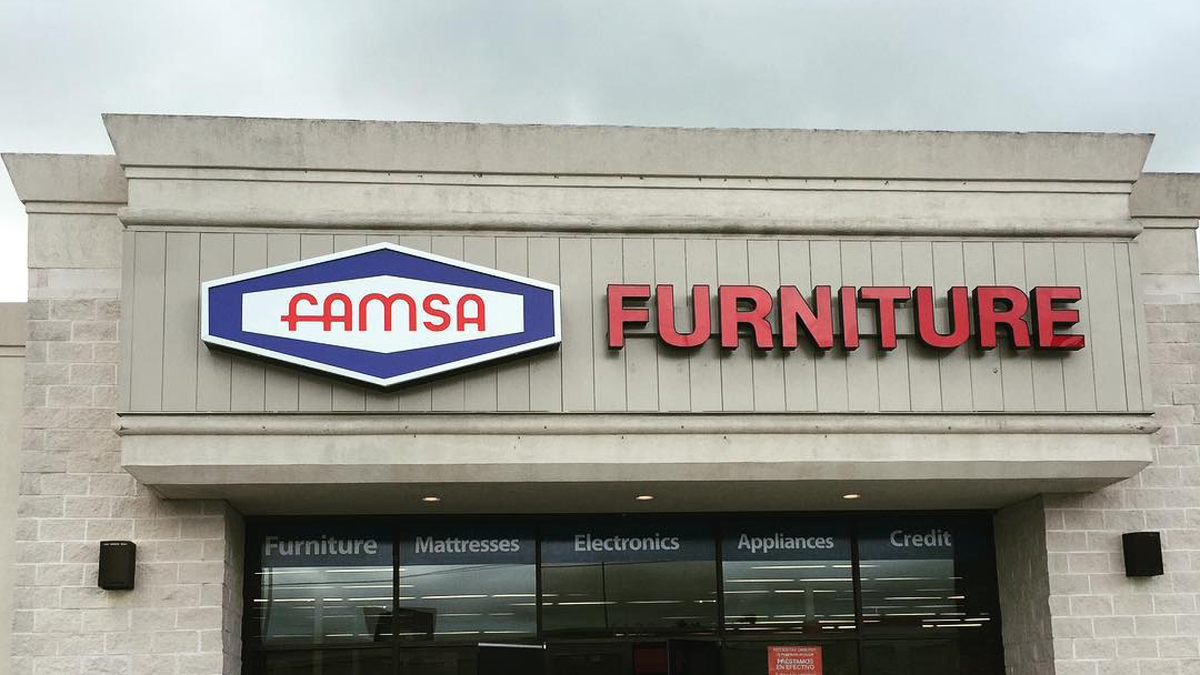 FAMSA
FURNITURE
Furniture
Mattresses
Electronics
Appliances
Credit
PRÉSTAMOS
EN EFECTIVO